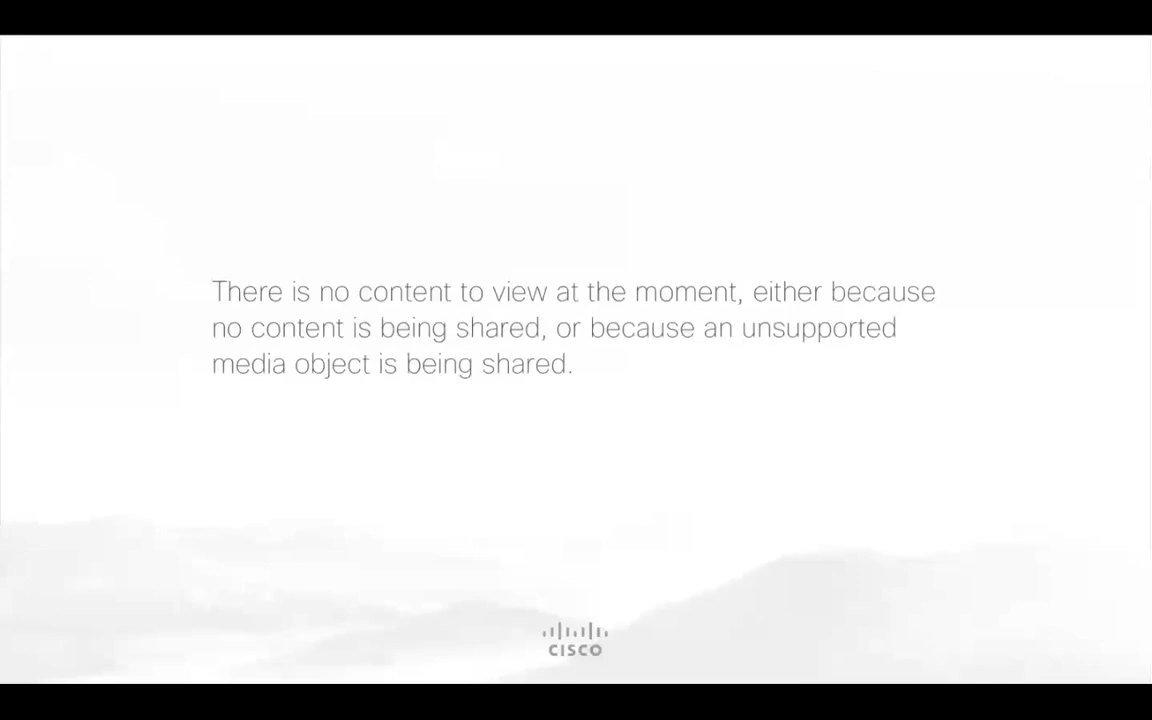 There is no content to view at the moment, either because
no content is being shared, or because an unsupported
media object is being shared.
CISCO